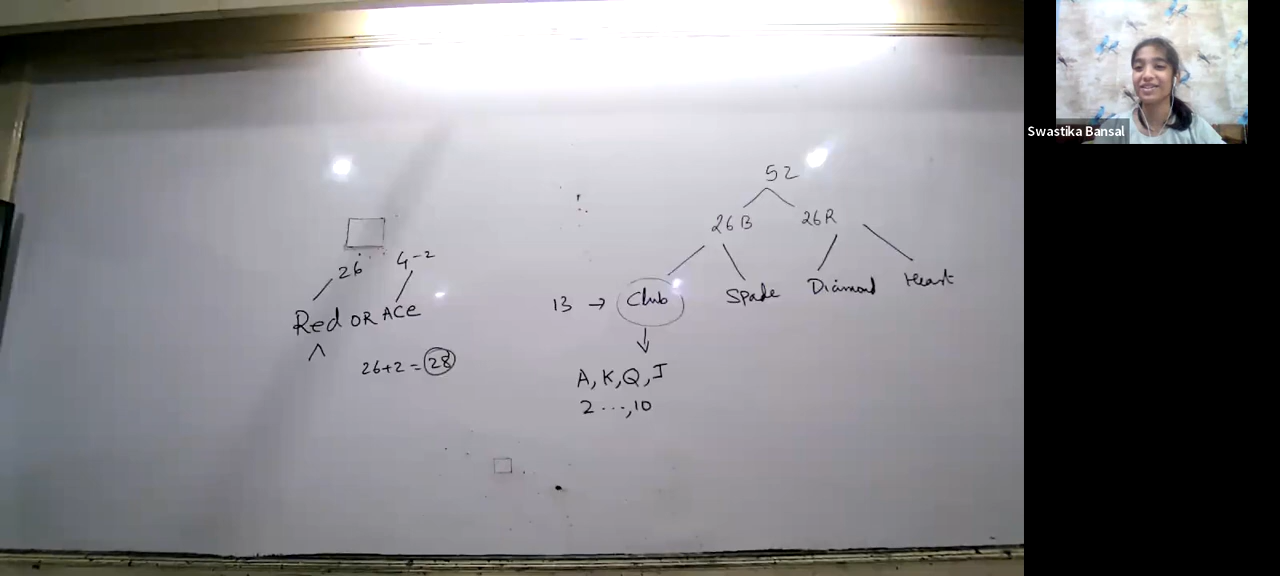 26 4-2
Red OR ACe
26+2 = 28
52
26 B 26 R
13 → Club Spade Diamond Heart
A, K, Q, J
2 ..., 10
Swastika Bansal